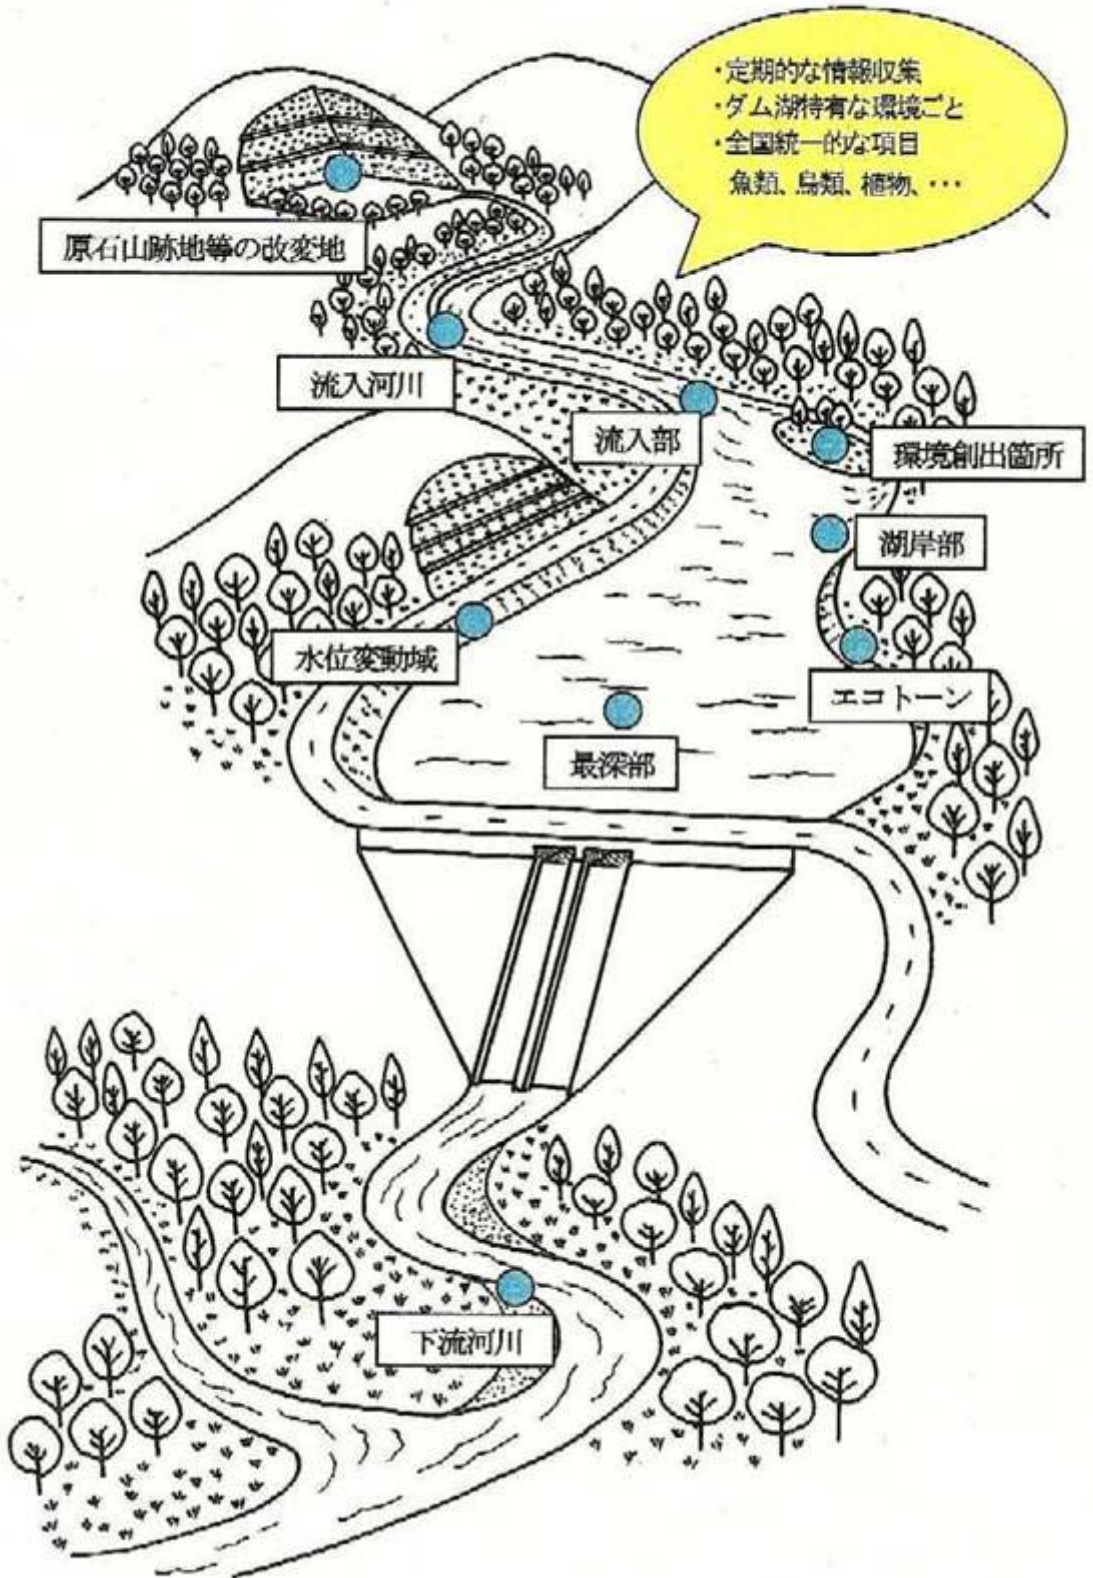 ・定期的な情報収集
・ダム湖特有な環境ごと
・全国統一的な項目
魚類、鳥類、植物、・・・
原石山跡地等の改変地
流入河川
流入部
環境創出箇所
湖岸部
水位変動域
エコトーン
最深部
下流河川